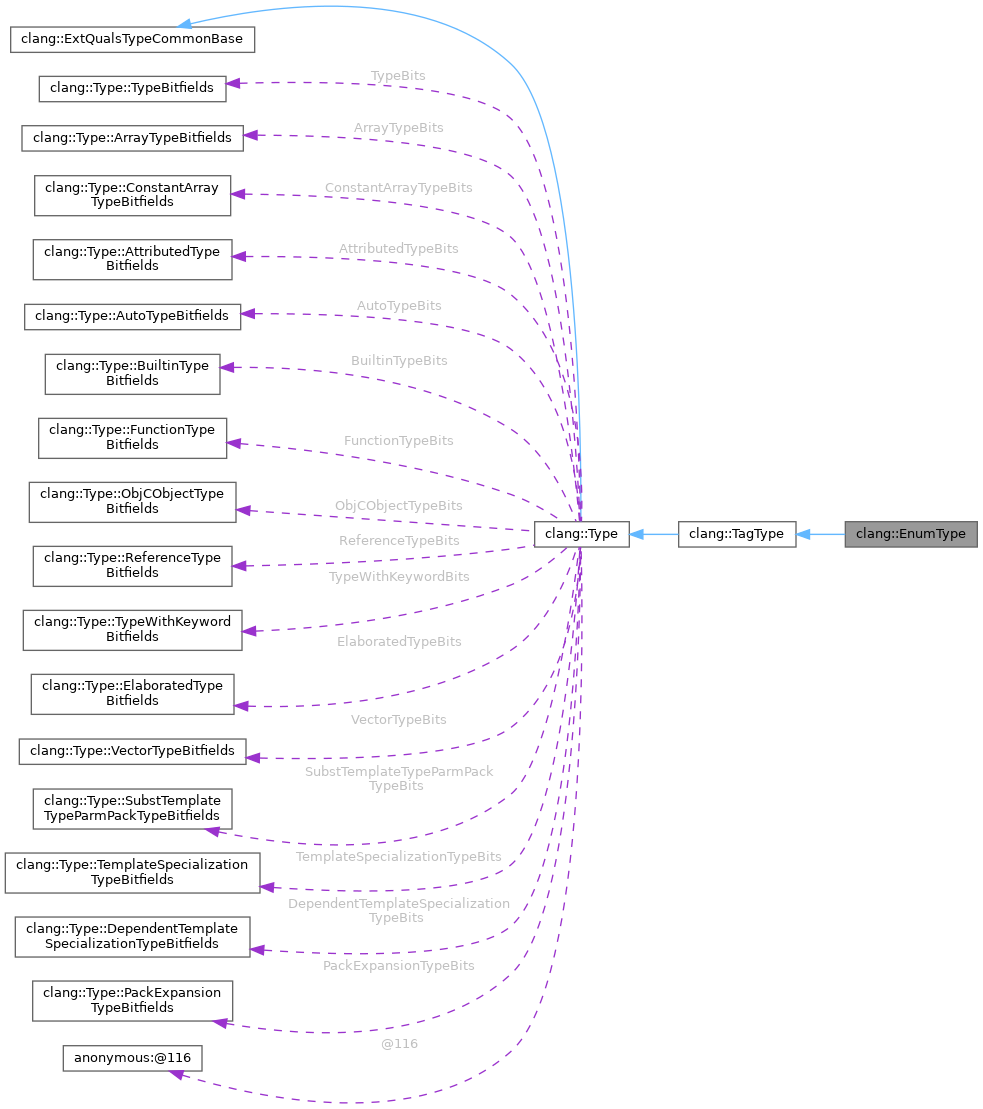 clang::ExtQualsTypeCommonBase
TypeBits
clang::Type::TypeBitfields
ArrayTypeBits
clang::Type::ArrayTypeBitfields
ConstantArrayTypeBits
clang::Type::ConstantArray
TypeBitfields
AttributedTypeBits
clang::Type::AttributedType
Bitfields
AutoTypeBits
clang::Type::AutoTypeBitfields
BuiltinTypeBits
clang::Type::BuiltinType
Bitfields
FunctionTypeBits
clang::Type::FunctionType
Bitfields
ObjCObjectTypeBits
clang::Type::ObjCObjectType
Bitfields
clang::Type
clang::TagType
clang::EnumType
ReferenceTypeBits
clang::Type::ReferenceType
Bitfields
TypeWithKeywordBits
clang::Type::TypeWithKeyword
Bitfields
ElaboratedTypeBits
clang::Type::ElaboratedType
Bitfields
VectorTypeBits
clang::Type::VectorTypeBitfields
SubstTemplateTypeParmPack
TypeBits
clang::Type::SubstTemplate
TypeParmPackTypeBitfields
TemplateSpecializationTypeBits
clang::Type::TemplateSpecialization
TypeBitfields
DependentTemplateSpecialization
TypeBits
clang::Type::DependentTemplate
SpecializationTypeBitfields
PackExpansionTypeBits
clang::Type::PackExpansion
TypeBitfields
@116
anonymous:@116